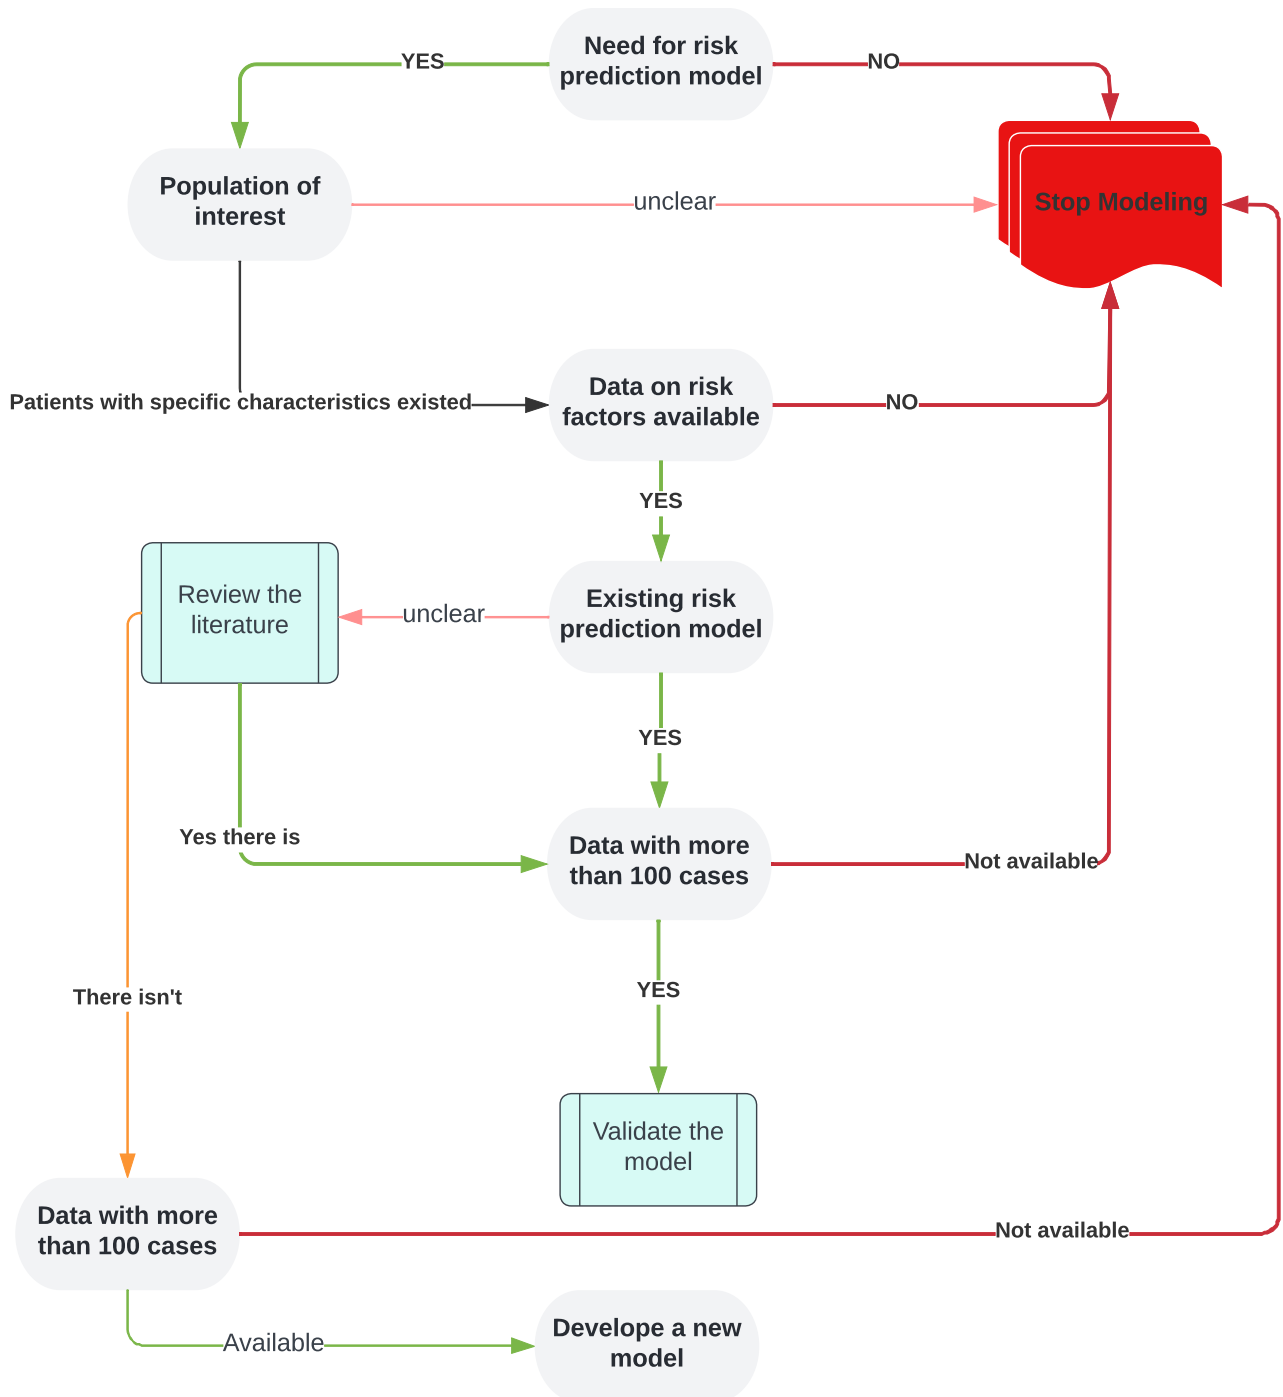 Need for risk
prediction model
YES
NO
Population of
interest
unclear
Stop Modeling
Patients with specific characteristics existed
Data on risk
factors available
NO
YES
Review the
literature
unclear
Existing risk
prediction model
YES
Yes there is
Data with more
than 100 cases
Not available
There isn't
YES
Validate the
model
Data with more
than 100 cases
Not available
Available
Develope a new
model